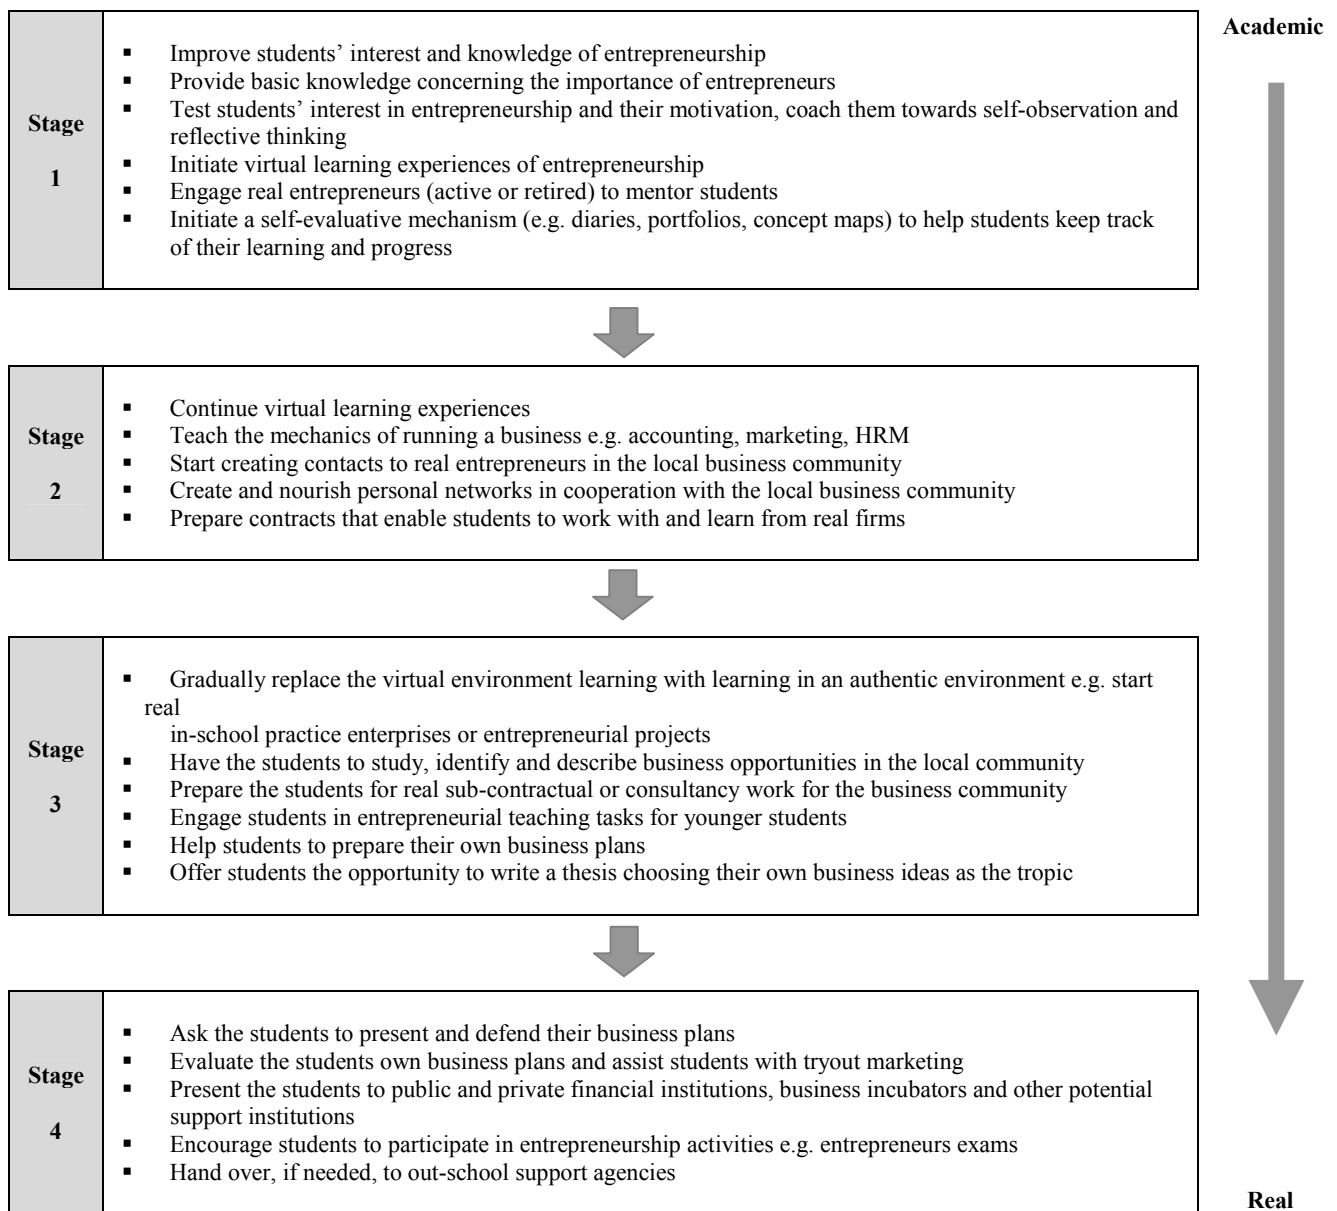 Academic
Stage
1
▪ Improve students’ interest and knowledge of entrepreneurship
▪ Provide basic knowledge concerning the importance of entrepreneurs
▪ Test students’ interest in entrepreneurship and their motivation, coach them towards self-observation and
reflective thinking
▪ Initiate virtual learning experiences of entrepreneurship
▪ Engage real entrepreneurs (active or retired) to mentor students
▪ Initiate a self-evaluative mechanism (e.g. diaries, portfolios, concept maps) to help students keep track
of their learning and progress
Stage
2
▪ Continue virtual learning experiences
▪ Teach the mechanics of running a business e.g. accounting, marketing, HRM
▪ Start creating contacts to real entrepreneurs in the local business community
▪ Create and nourish personal networks in cooperation with the local business community
▪ Prepare contracts that enable students to work with and learn from real firms
Stage
3
▪ Gradually replace the virtual environment learning with learning in an authentic environment e.g. start
real
in-school practice enterprises or entrepreneurial projects
▪ Have the students to study, identify and describe business opportunities in the local community
▪ Prepare the students for real sub-contractual or consultancy work for the business community
▪ Engage students in entrepreneurial teaching tasks for younger students
▪ Help students to prepare their own business plans
▪ Offer students the opportunity to write a thesis choosing their own business ideas as the tropic
Stage
4
▪ Ask the students to present and defend their business plans
▪ Evaluate the students own business plans and assist students with tryout marketing
▪ Present the students to public and private financial institutions, business incubators and other potential
support institutions
▪ Encourage students to participate in entrepreneurship activities e.g. entrepreneurs exams
▪ Hand over, if needed, to out-school support agencies
Real